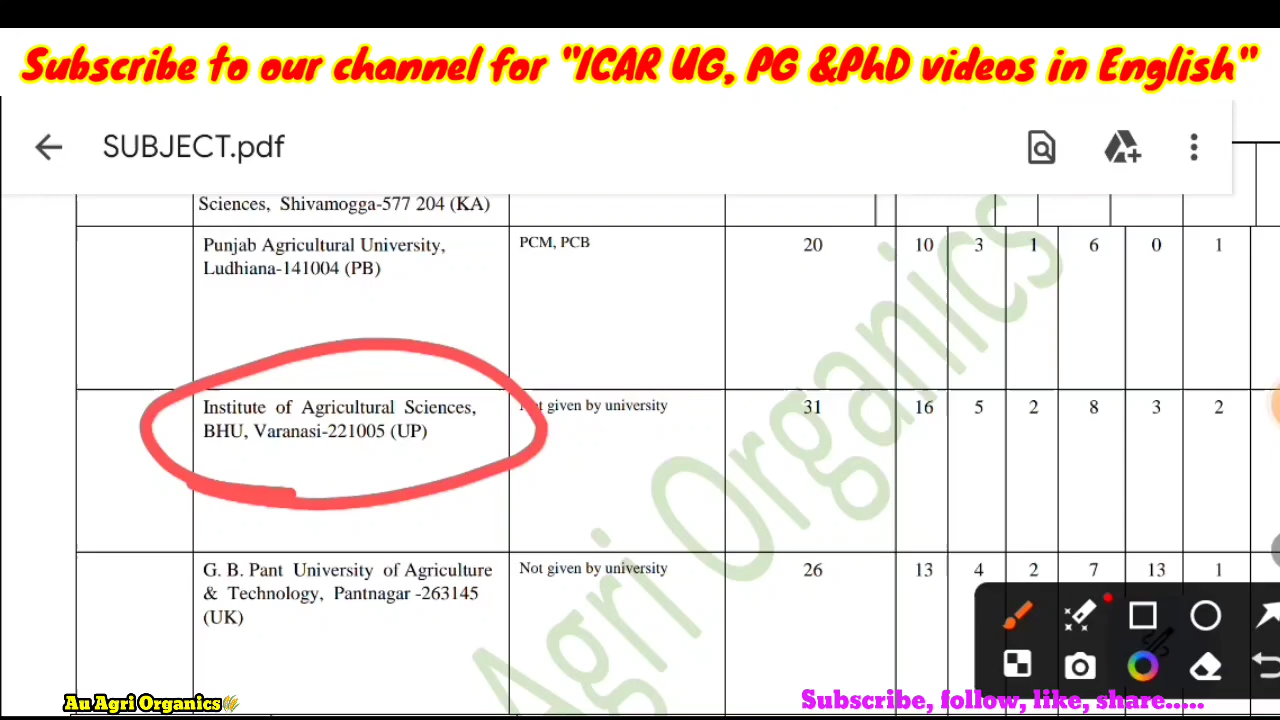 Subscribe to our channel for "ICAR UG, PG &PhD videos in English"
SUBJECT.pdf
Sciences, Shivamogga-577 204 (KA)
Punjab Agricultural University, PCM, PCB 20 10 3 1 6 0 1
Ludhiana-141004 (PB)
Institute of Agricultural Sciences, Not given by university 31 16 5 2 8 3 2
BHU, Varanasi-221005 (UP)
G. B. Pant University of Agriculture Not given by university 26 13 4 2 7 13 1
& Technology, Pantnagar -263145
(UK)
Agri Organics
Au Agri Organics
Subscribe, follow, like, share.....